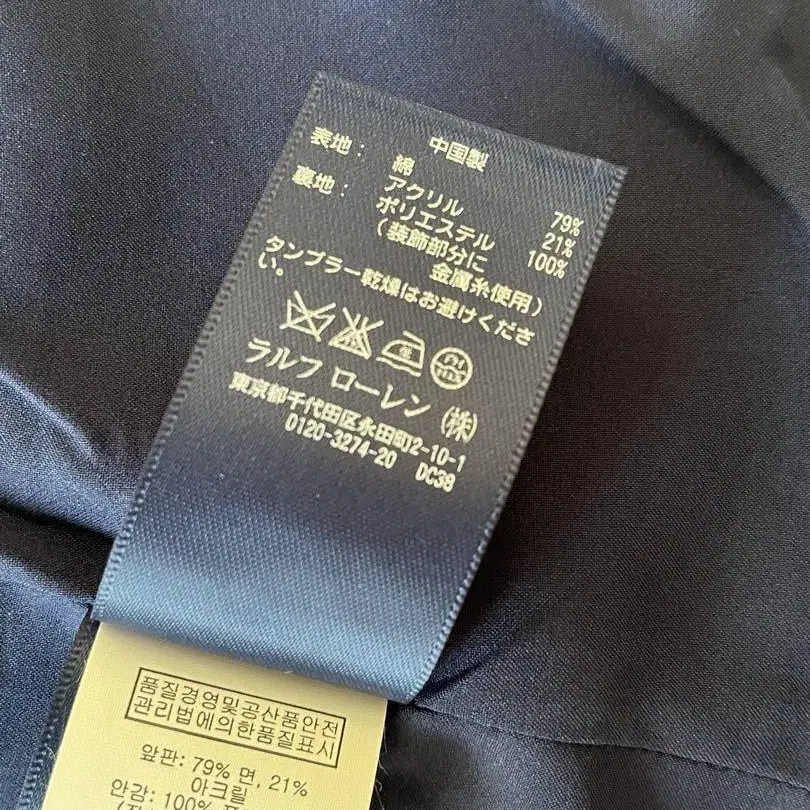 中国製
表地: 綿 79%
アクリル 21%
裏地: ポリエステル 100%
(装飾部分に
金属糸使用)
タンブラー乾燥はお避けくださ
い。
ラルフ ローレン(株)
東京都千代田区永田町2-10-1
0120-3274-20 DC38
품질경영및공산품안전
관리법에의한품질표시
앞판: 79% 면, 21%
아크릴
안감: 100% 폴